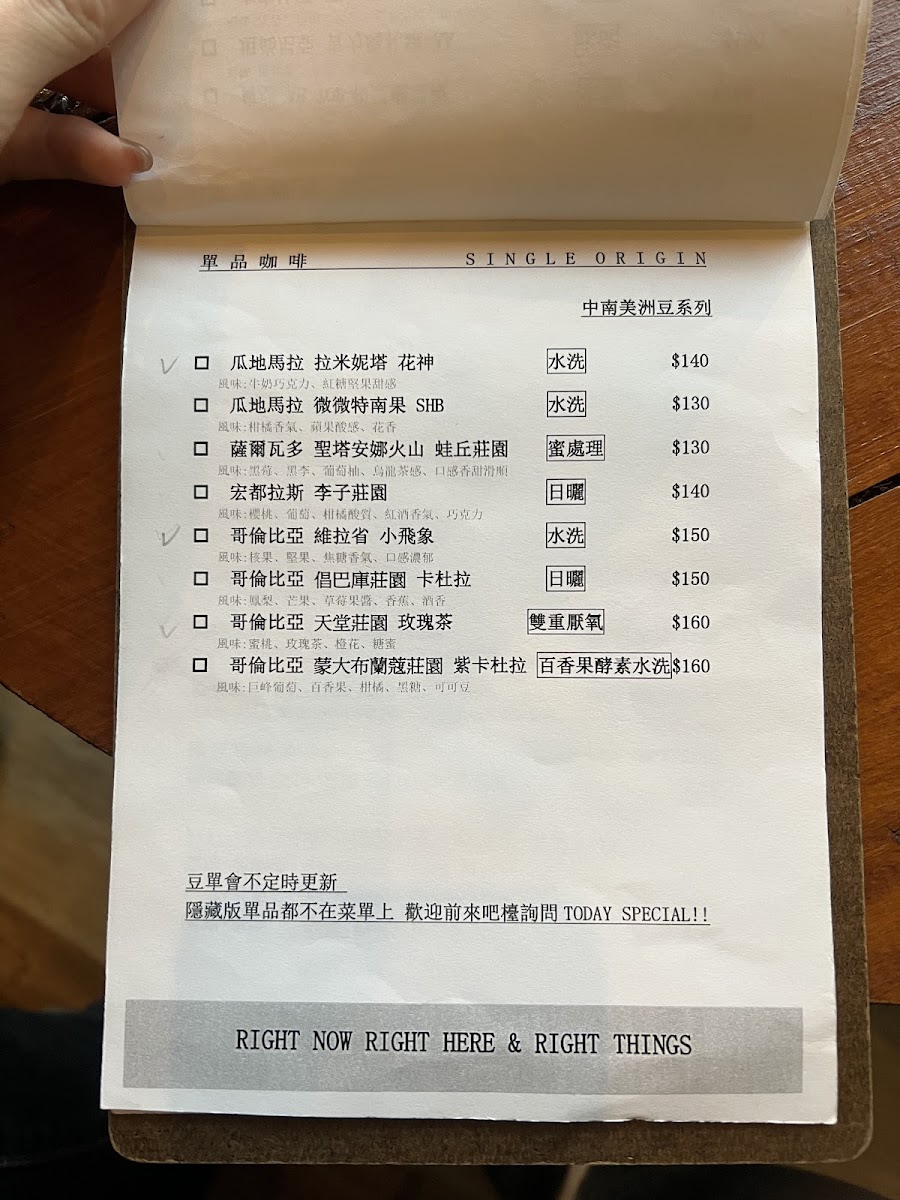 單品咖啡 SINGLE ORIGIN
中南美洲豆系列
□ 瓜地馬拉 拉米妮塔 花神 水洗 $140
風味:牛奶巧克力、紅糖堅果甜感
□ 瓜地馬拉 微微特南果 SHB 水洗 $130
風味:柑橘香氣、蘋果酸感、花香
□ 薩爾瓦多 聖塔安娜火山 蛙丘莊園 蜜處理 $130
風味:黑莓、黑李、葡萄柚、烏龍茶感、口感香甜滑順
□ 宏都拉斯 李子莊園 日曬 $140
風味:櫻桃、葡萄、柑橘酸質、紅酒香氣、巧克力
□ 哥倫比亞 維拉省 小飛象 水洗 $150
風味:核果、堅果、焦糖香氣、口感濃郁
□ 哥倫比亞 倡巴庫莊園 卡杜拉 日曬 $150
風味:鳳梨、芒果、草莓果醬、香蕉、酒香
□ 哥倫比亞 天堂莊園 玫瑰茶 雙重厭氧 $160
風味:蜜桃、玫瑰茶、橙花、糖蜜
□ 哥倫比亞 蒙大布蘭蔻莊園 紫卡杜拉 百香果酵素水洗 $160
風味:巨峰葡萄、百香果、柑橘、黑糖、可可豆
豆單會不定時更新
隱藏版單品都不在菜單上 歡迎前來吧檯詢問 TODAY SPECIAL!!
RIGHT NOW RIGHT HERE & RIGHT THINGS